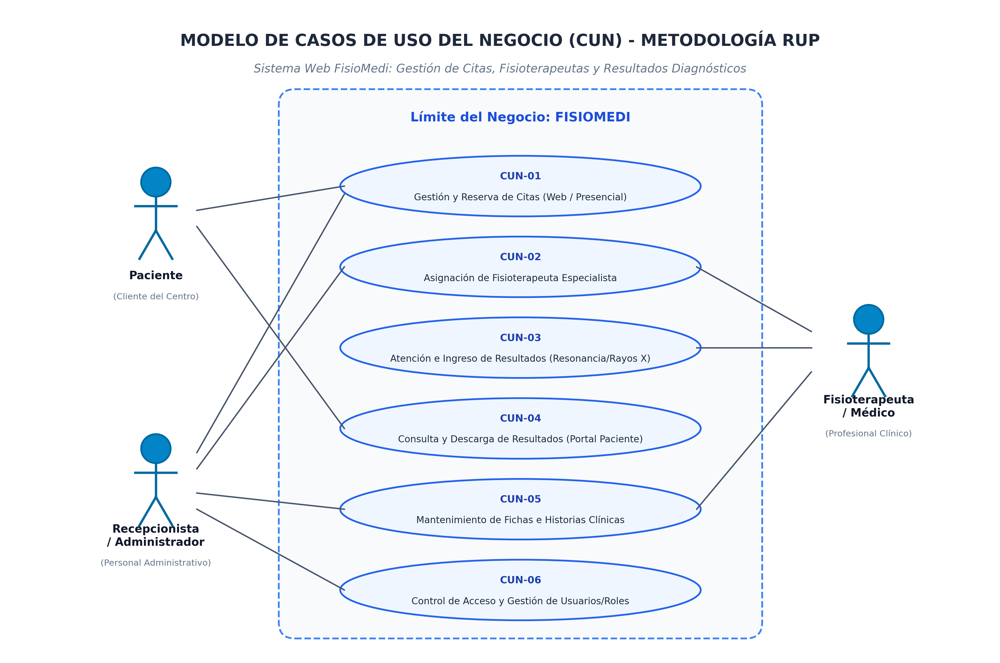 MODELO DE CASOS DE USO DEL NEGOCIO (CUN) - METODOLOGÍA RUP
Sistema Web FisioMedi: Gestión de Citas, Fisioterapeutas y Resultados Diagnósticos
Límite del Negocio: FISIOMEDI
CUN-01
Gestión y Reserva de Citas (Web / Presencial)
CUN-02
Asignación de Fisioterapeuta Especialista
CUN-03
Atención e Ingreso de Resultados (Resonancia/Rayos X)
CUN-04
Consulta y Descarga de Resultados (Portal Paciente)
CUN-05
Mantenimiento de Fichas e Historias Clínicas
CUN-06
Control de Acceso y Gestión de Usuarios/Roles
Paciente
(Cliente del Centro)
Recepcionista
/ Administrador
(Personal Administrativo)
Fisioterapeuta
/ Médico
(Profesional Clínico)